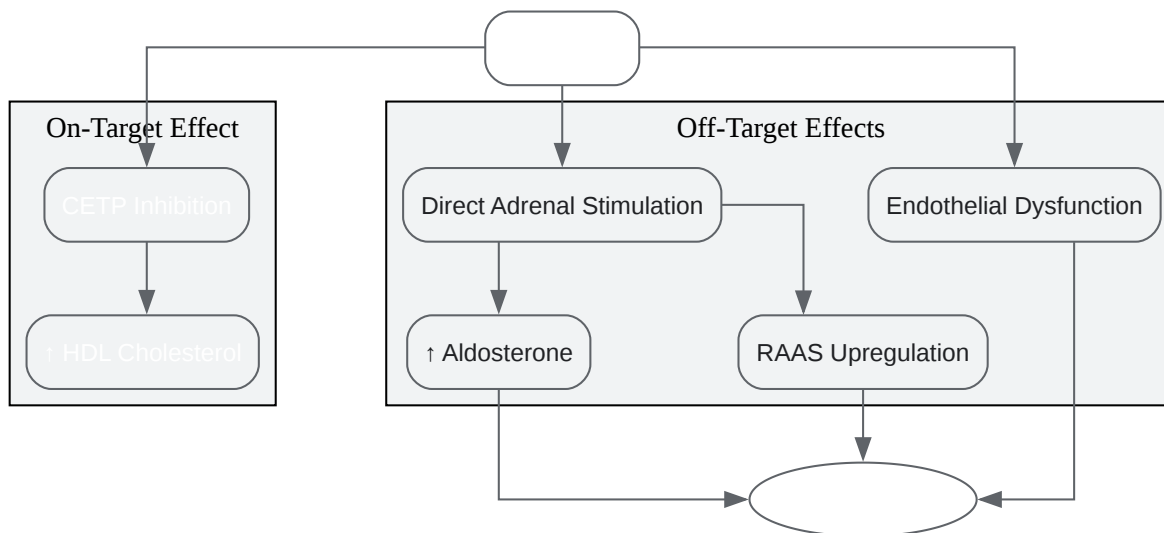 On-Target Effect
Off-Target Effects
CETP Inhibition
Direct Adrenal Stimulation
Endothelial Dysfunction
↑ HDL Cholesterol
↑ Aldosterone
RAAS Upregulation